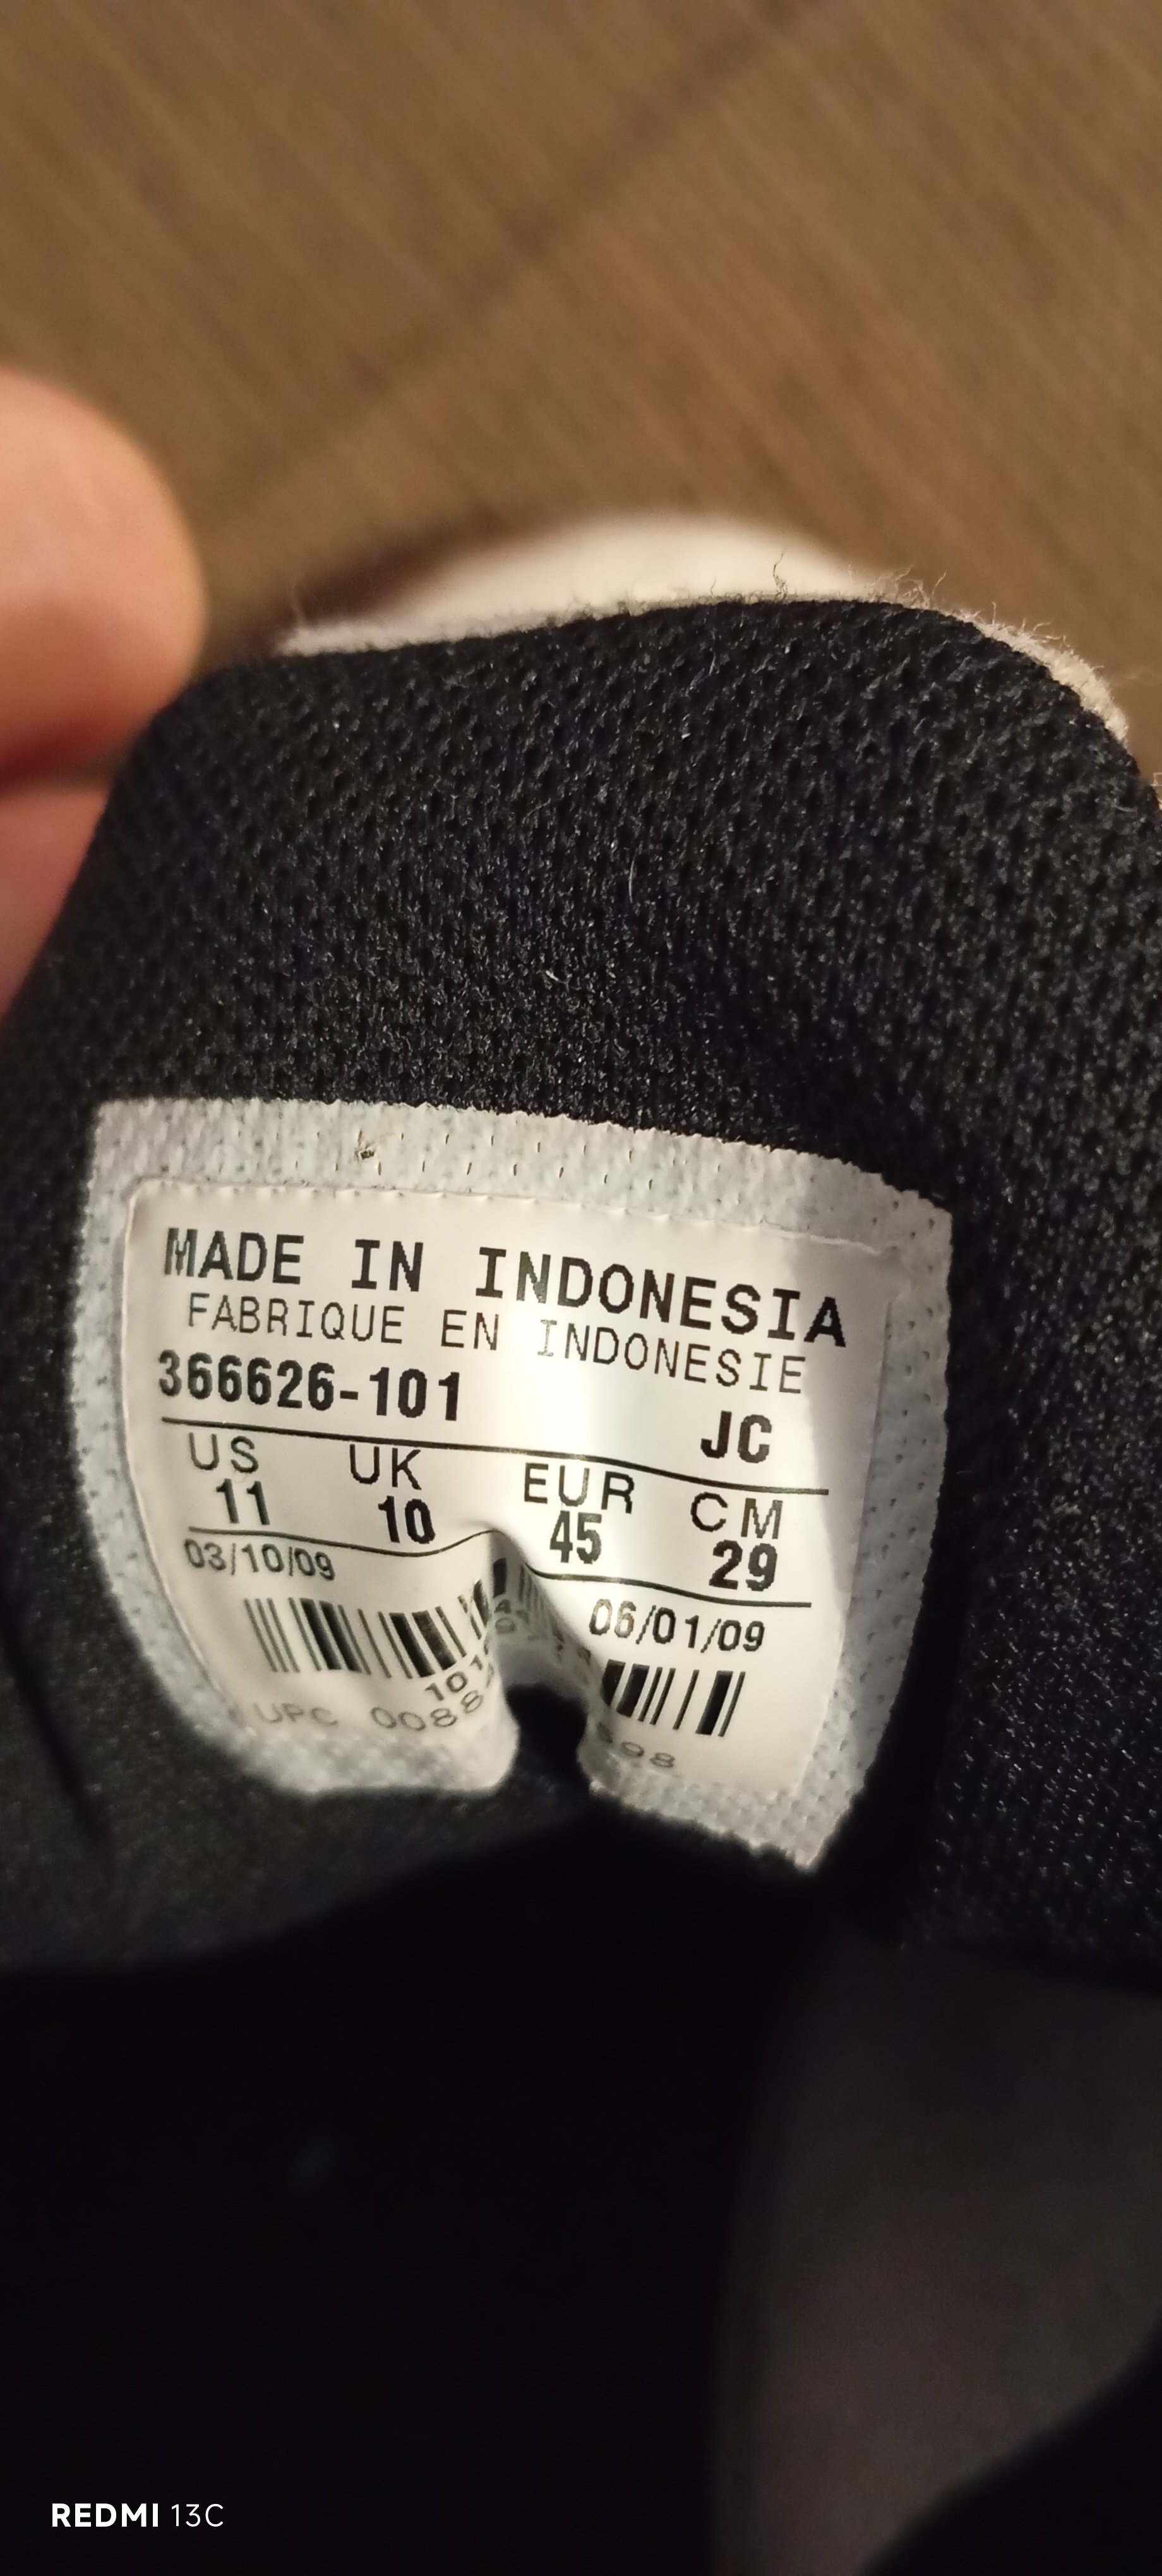 MADE IN INDONESIA
FABRIQUE EN INDONESIE
366626-101 JC
US UK EUR CM
11 10 45 29
03/10/09 06/01/09
UPC
REDMI 13C